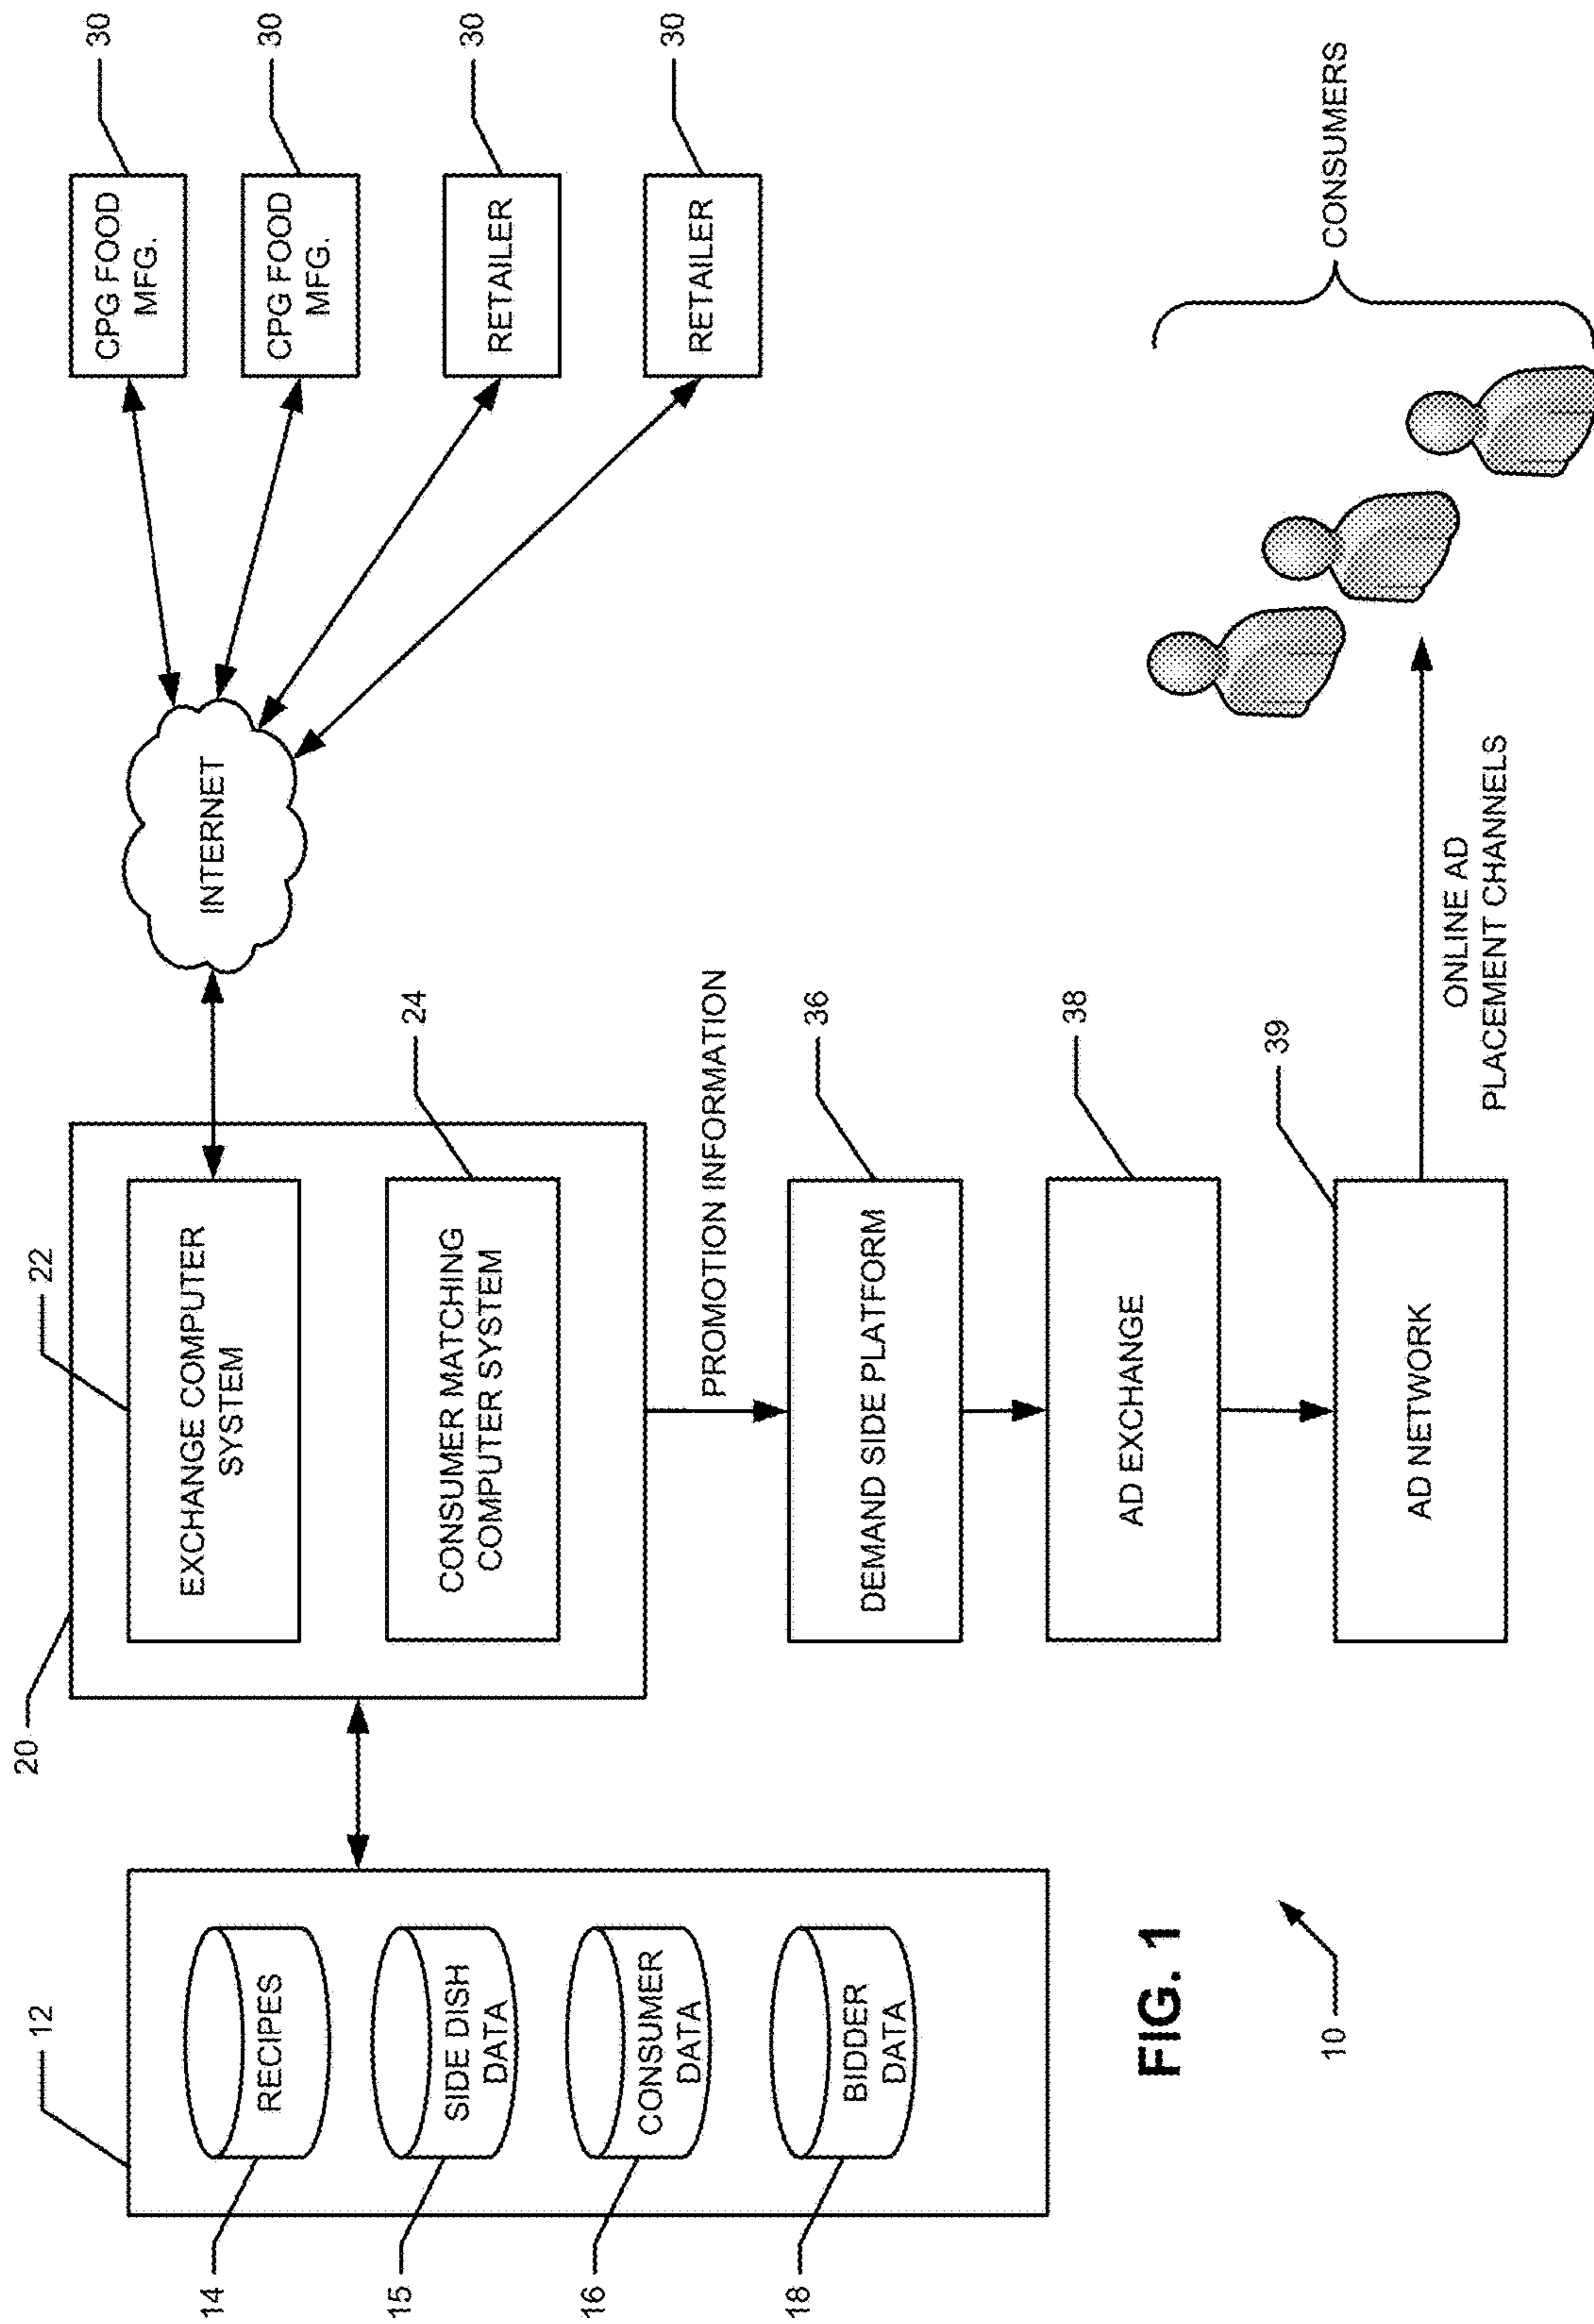 12
14
RECIPES
15
SIDE DISH
DATA
16
CONSUMER
DATA
18
BIDDER
DATA
20
22
EXCHANGE COMPUTER
SYSTEM
24
CONSUMER MATCHING
COMPUTER SYSTEM
INTERNET
CPG FOOD
MFG.
30
CPG FOOD
MFG.
30
RETAILER
30
RETAILER
30
PROMOTION INFORMATION
36
DEMAND SIDE PLATFORM
38
AD EXCHANGE
39
AD NETWORK
ONLINE AD
PLACEMENT CHANNELS
CONSUMERS
FIG. 1
10